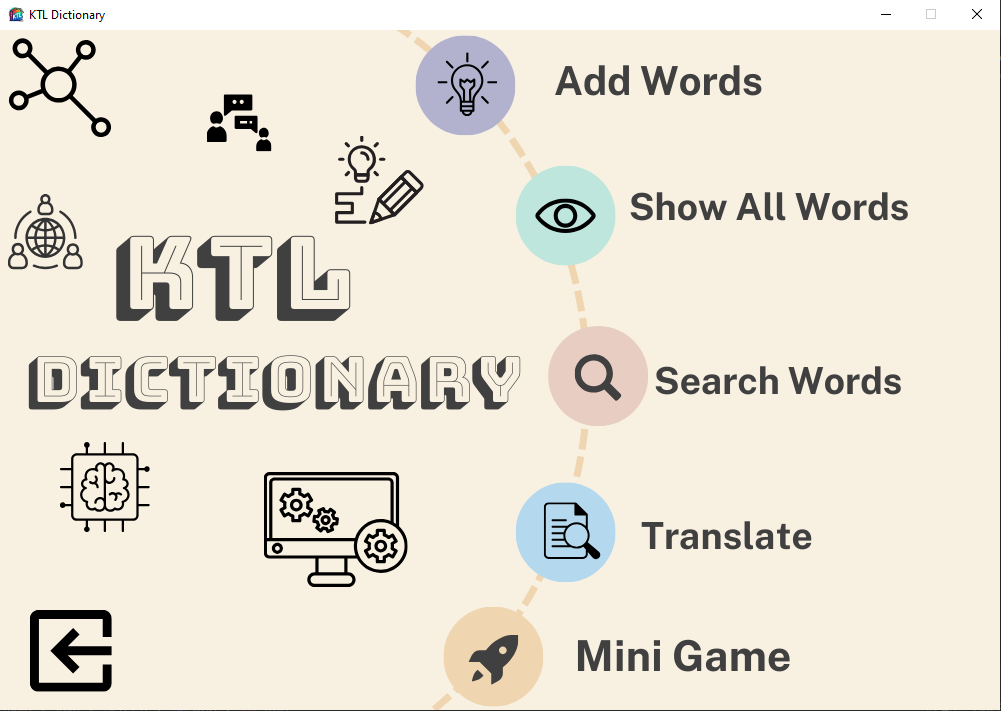 KTL Dictionary
Add Words
Show All Words
KTL
DICTIONARY
Search Words
Translate
Mini Game